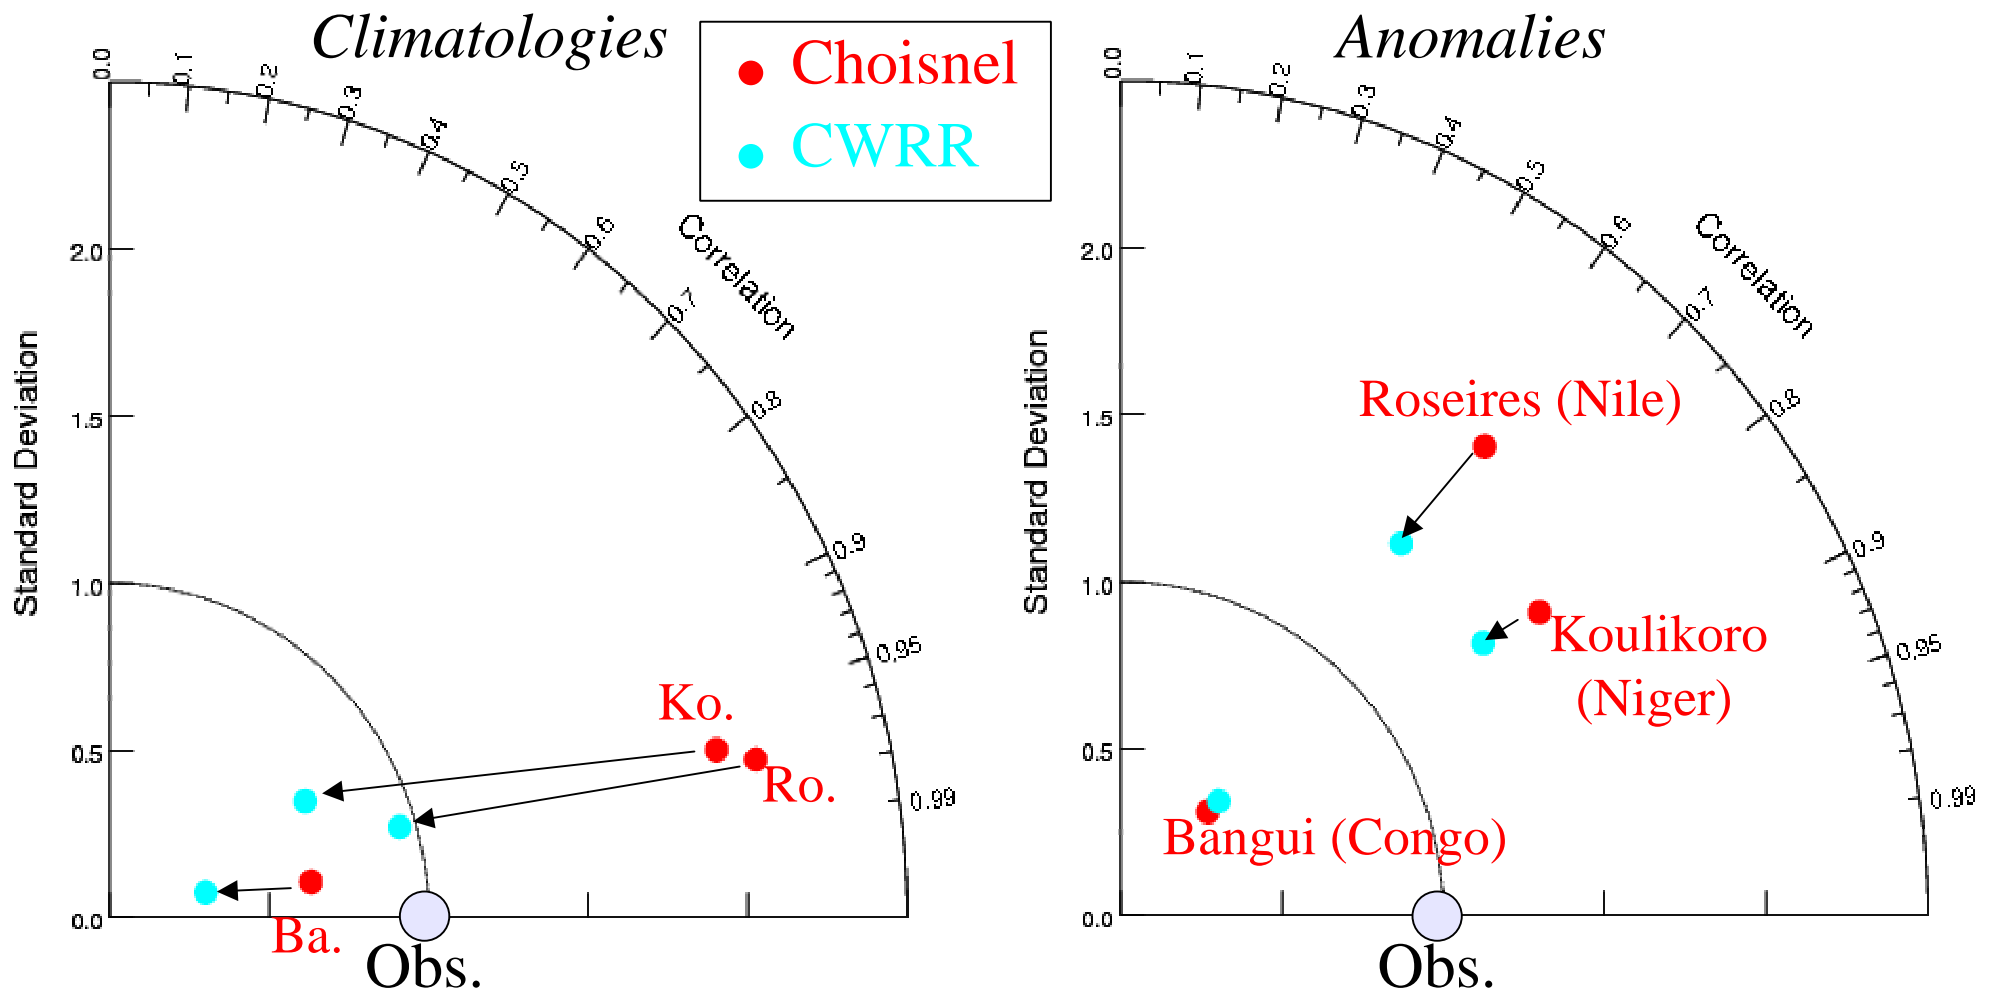 Climatologies
Choisnel
CWRR
Anomalies
0.0
0.1
0.2
0.3
0.4
0.5
0.6
0.7
0.8
0.9
0.95
0.99
Correlation
Standard Deviation
2.0
1.5
1.0
0.5
0.0
Ko.
Ro.
Ba.
Obs.
0.0
0.1
0.2
0.3
0.4
0.5
0.6
0.7
0.8
0.9
0.95
0.99
Correlation
Standard Deviation
2.0
1.5
1.0
0.5
0.0
Roseires (Nile)
Koulikoro
(Niger)
Bangui (Congo)
Obs.